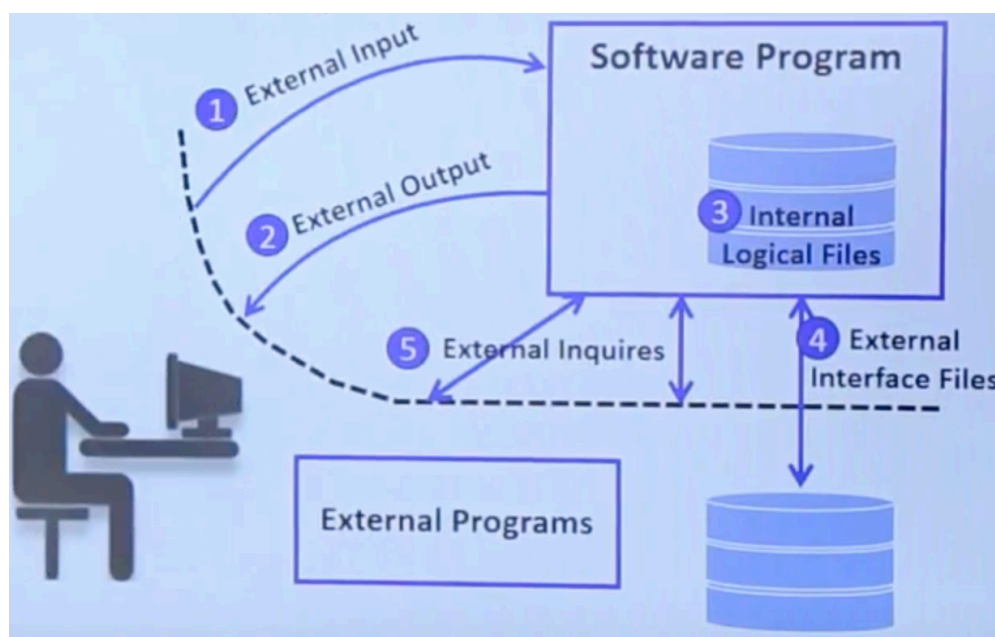 1 External Input
Software Program
2 External Output
3 Internal
Logical Files
5 External Inquires
4 External
Interface Files
External Programs